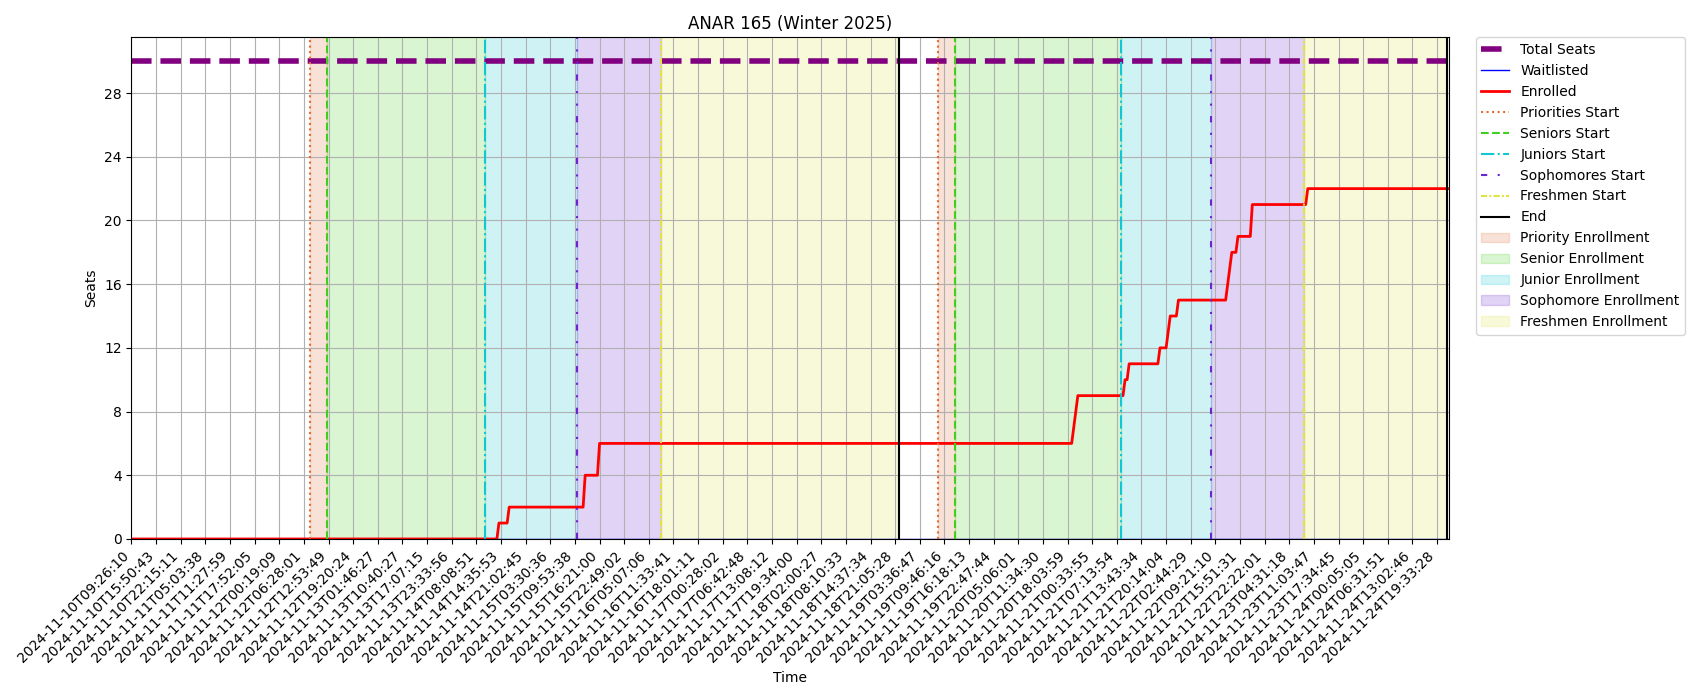 ANAR 165 (Winter 2025)
Total Seats
Waitlisted
Enrolled
Priorities Start
Seniors Start
Juniors Start
Sophomores Start
Freshmen Start
End
Priority Enrollment
Senior Enrollment
Junior Enrollment
Sophomore Enrollment
Freshmen Enrollment
Seats
28
24
20
16
12
8
4
0
2024-11-10T09:26:10
2024-11-10T15:50:43
2024-11-10T22:15:11
2024-11-11T05:03:38
2024-11-11T11:27:59
2024-11-11T17:52:05
2024-11-12T00:19:09
2024-11-12T06:28:01
2024-11-12T12:53:49
2024-11-12T19:20:24
2024-11-13T01:46:27
2024-11-13T10:40:27
2024-11-13T17:07:15
2024-11-13T23:33:56
2024-11-14T08:08:51
2024-11-14T14:35:53
2024-11-14T21:02:45
2024-11-15T03:30:36
2024-11-15T09:53:38
2024-11-15T16:21:00
2024-11-15T22:49:02
2024-11-16T05:07:06
2024-11-16T11:33:41
2024-11-16T18:01:11
2024-11-17T00:28:02
2024-11-17T06:42:48
2024-11-17T13:08:12
2024-11-17T19:34:00
2024-11-18T02:00:27
2024-11-18T08:10:33
2024-11-18T14:37:34
2024-11-18T21:05:28
2024-11-19T03:36:47
2024-11-19T09:46:16
2024-11-19T16:18:13
2024-11-19T22:47:44
2024-11-20T05:06:01
2024-11-20T11:34:30
2024-11-20T18:03:59
2024-11-21T00:33:55
2024-11-21T07:13:54
2024-11-21T13:43:34
2024-11-21T20:14:04
2024-11-22T02:44:29
2024-11-22T09:21:10
2024-11-22T15:51:31
2024-11-22T22:22:01
2024-11-23T04:31:18
2024-11-23T11:03:47
2024-11-23T17:34:45
2024-11-24T00:05:05
2024-11-24T06:31:51
2024-11-24T13:02:46
2024-11-24T19:33:28
Time